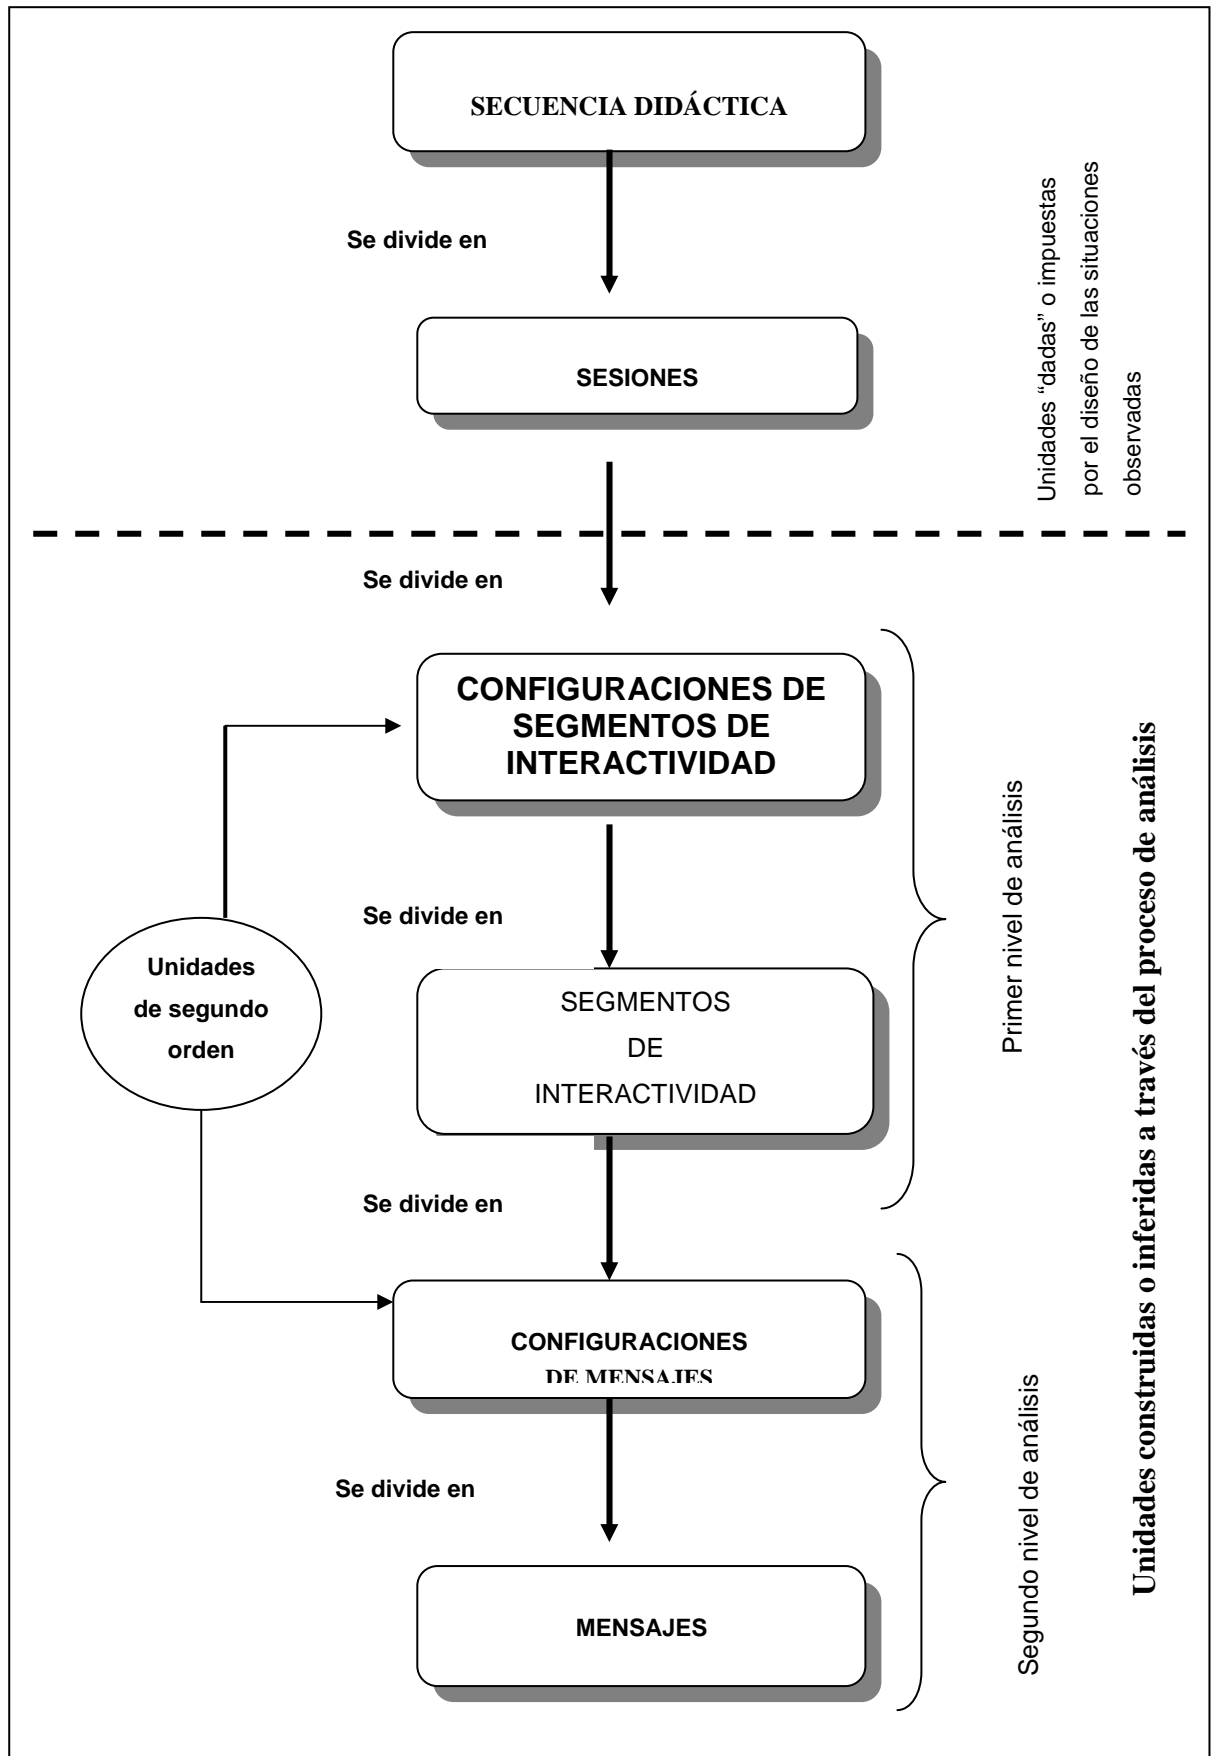 SECUENCIA DIDÁCTICA
Se divide en
SESIONES
Unidades “dadas” o impuestas
por el diseño de las situaciones
observadas
Se divide en
CONFIGURACIONES DE
SEGMENTOS DE
INTERACTIVIDAD
Se divide en
Unidades
de segundo
orden
SEGMENTOS
DE
INTERACTIVIDAD
Primer nivel de análisis
Se divide en
CONFIGURACIONES
DE MENSAJES
Se divide en
MENSAJES
Segundo nivel de análisis
Unidades construidas o inferidas a través del proceso de análisis